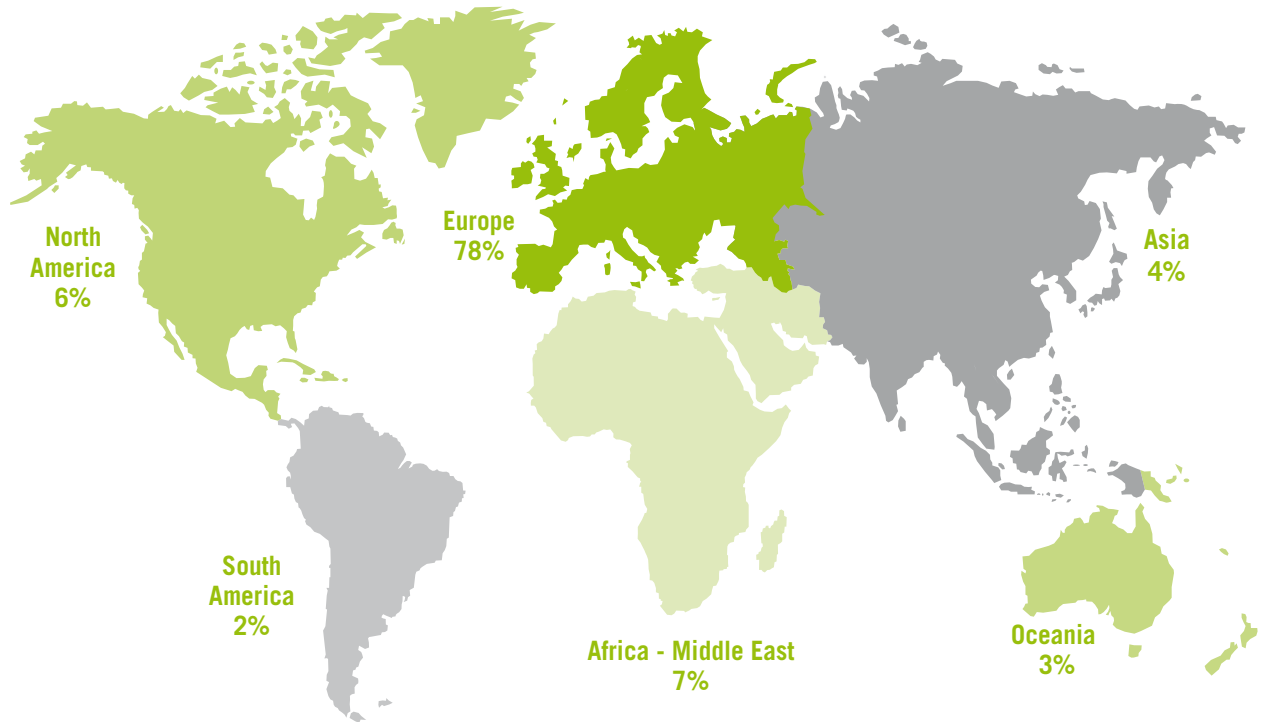 North
America
6%
Europe
78%
Asia
4%
South
America
2%
Africa - Middle East
7%
Oceania
3%